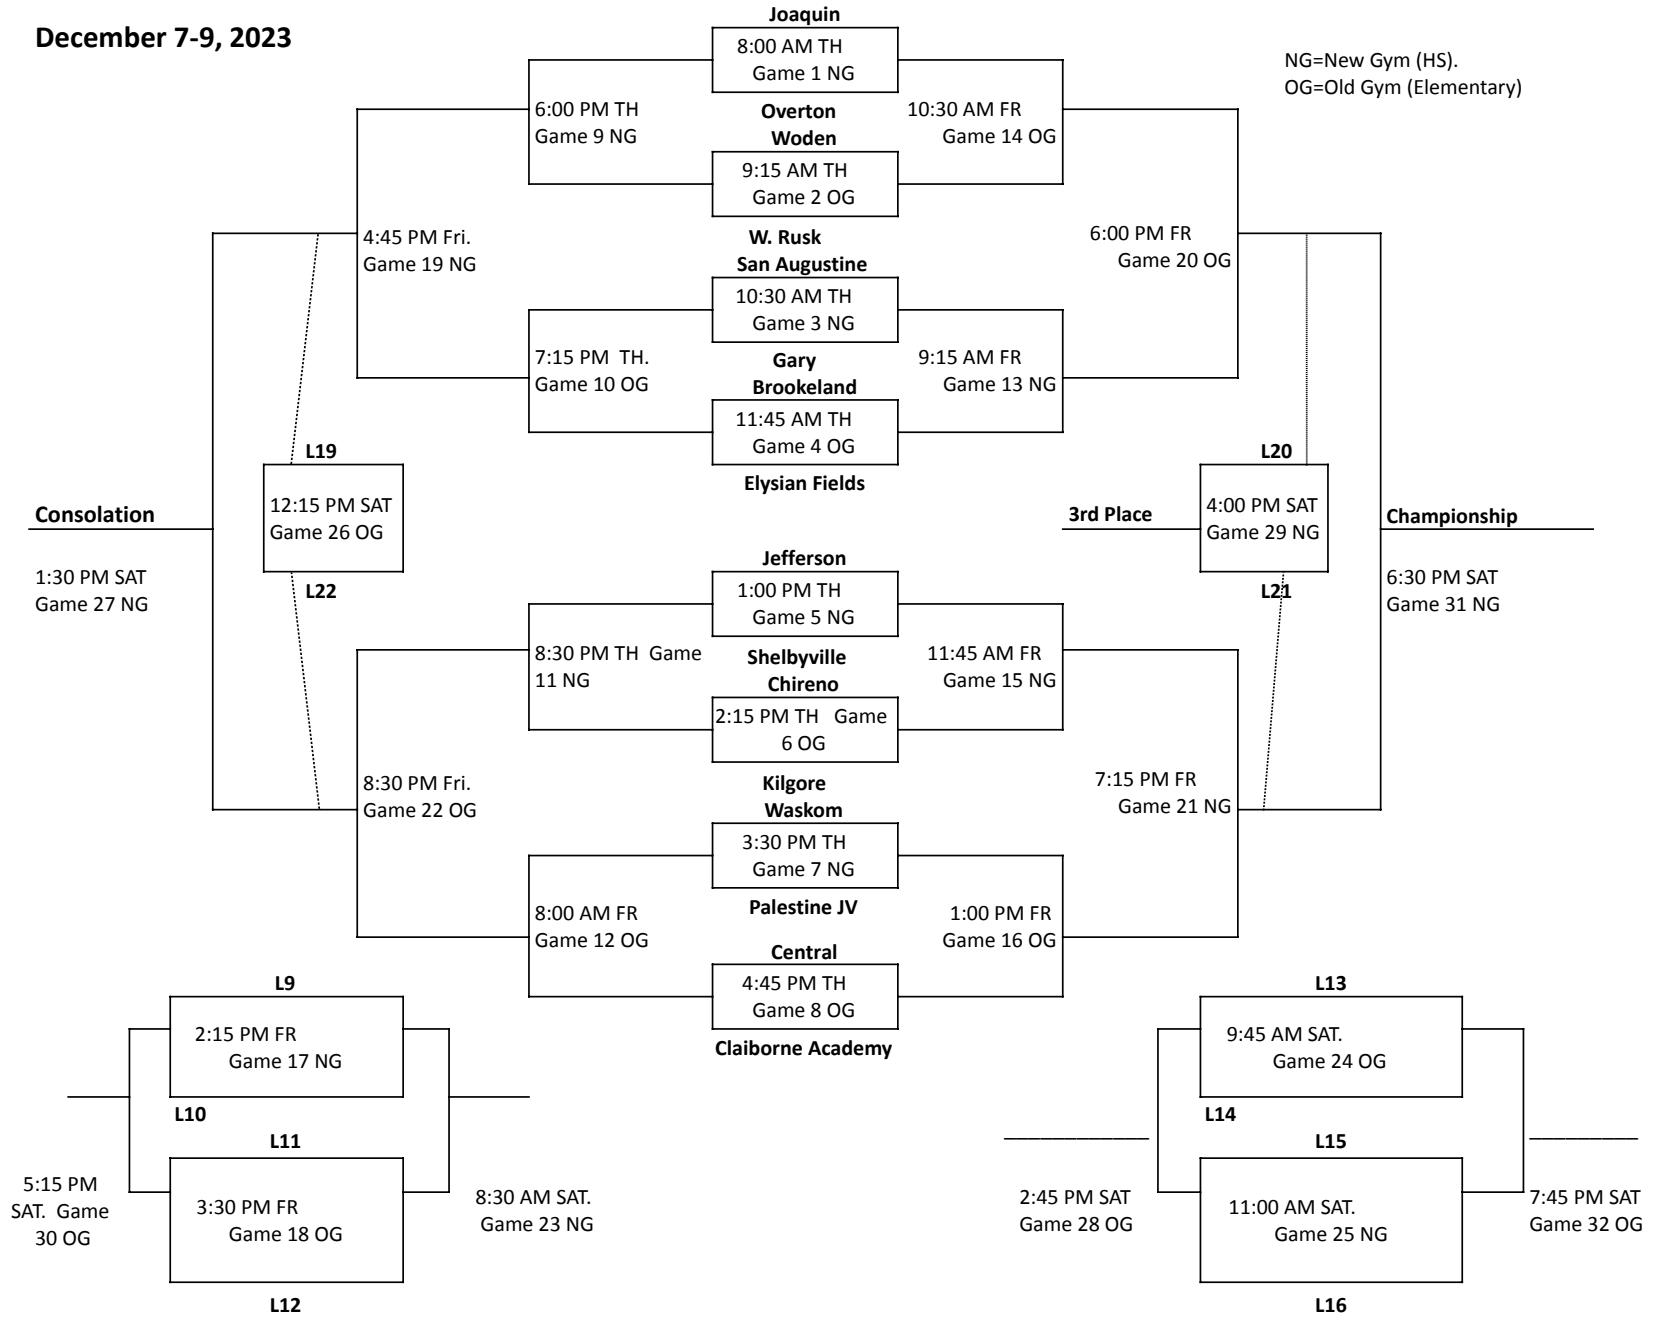 December 7-9, 2023
NG=New Gym (HS).
OG=Old Gym (Elementary)
Joaquin
8:00 AM TH
Game 1 NG
Overton
6:00 PM TH
Game 9 NG
10:30 AM FR
Game 14 OG
Woden
9:15 AM TH
Game 2 OG
W. Rusk
4:45 PM Fri.
Game 19 NG
6:00 PM FR
Game 20 OG
San Augustine
10:30 AM TH
Game 3 NG
Gary
7:15 PM  TH.
Game 10 OG
9:15 AM FR
Game 13 NG
Brookeland
11:45 AM TH
Game 4 OG
Elysian Fields
L19
12:15 PM SAT
Game 26 OG
L22
L20
4:00 PM SAT
Game 29 NG
L21
Consolation
1:30 PM SAT
Game 27 NG
3rd Place
Championship
6:30 PM SAT
Game 31 NG
Jefferson
1:00 PM TH
Game 5 NG
Shelbyville
8:30 PM TH  Game
11 NG
11:45 AM FR
Game 15 NG
Chireno
2:15 PM TH   Game
6 OG
Kilgore
8:30 PM Fri.
Game 22 OG
7:15 PM FR
Game 21 NG
Waskom
3:30 PM TH
Game 7 NG
Palestine JV
8:00 AM FR
Game 12 OG
1:00 PM FR
Game 16 OG
Central
4:45 PM TH
Game 8 OG
Claiborne Academy
L9
2:15 PM FR
Game 17 NG
L10
L11
3:30 PM FR
Game 18 OG
L12
5:15 PM
SAT.  Game
30 OG
8:30 AM SAT.
Game 23 NG
L13
9:45 AM SAT.
Game 24 OG
L14
L15
11:00 AM SAT.
Game 25 NG
L16
2:45 PM SAT
Game 28 OG
7:45 PM SAT
Game 32 OG